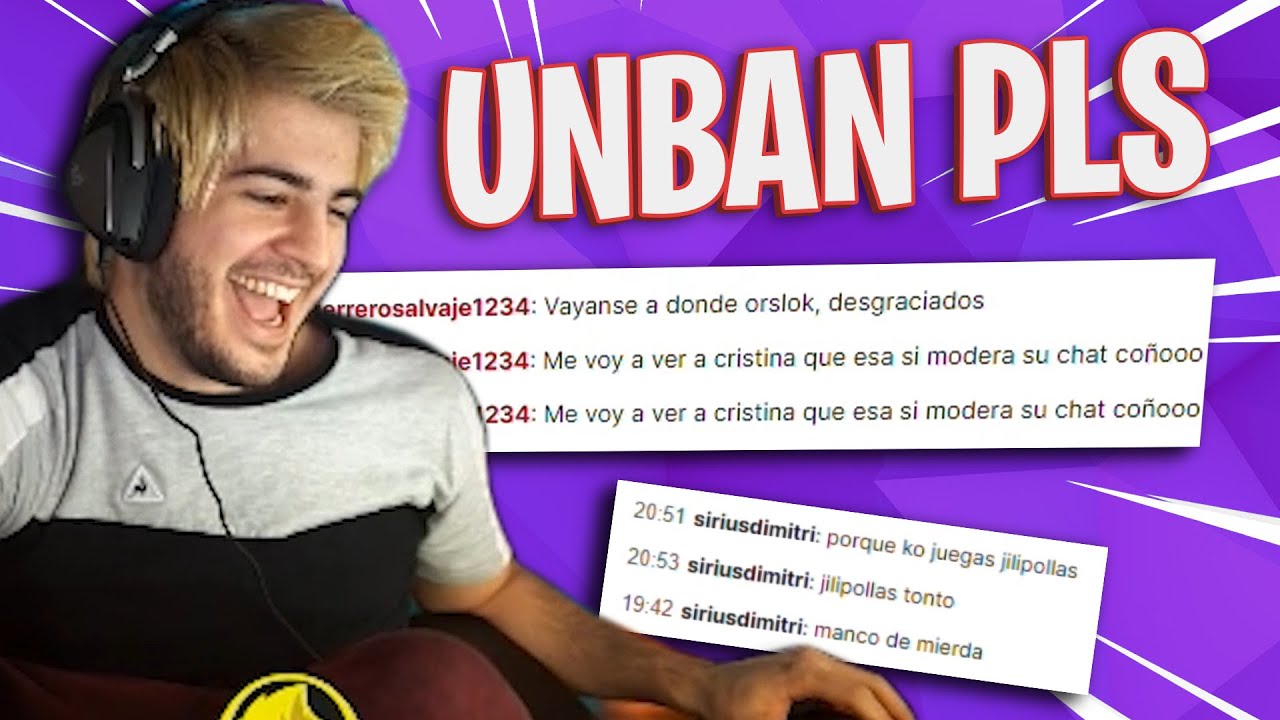 UNBAN PLS
errerosalvaje1234: Vayanse a donde orslok, desgraciados
je1234: Me voy a ver a cristina que esa si modera su chat coñooo
1234: Me voy a ver a cristina que esa si modera su chat coñooo
20:51 siriusdimitri: porque ko juegas jilipollas
20:53 siriusdimitri: jilipollas tonto
19:42 siriusdimitri: manco de mierda